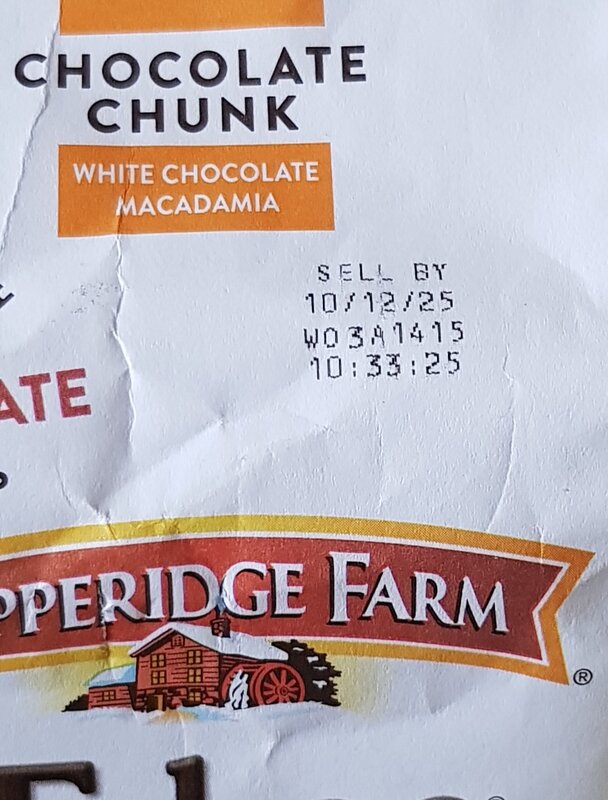 CHOCOLATE
CHUNK
WHITE CHOCOLATE
MACADAMIA
SELL BY
10/12/25
W03A1415
10:33:25
ATE
PPERIDGE FARM
®